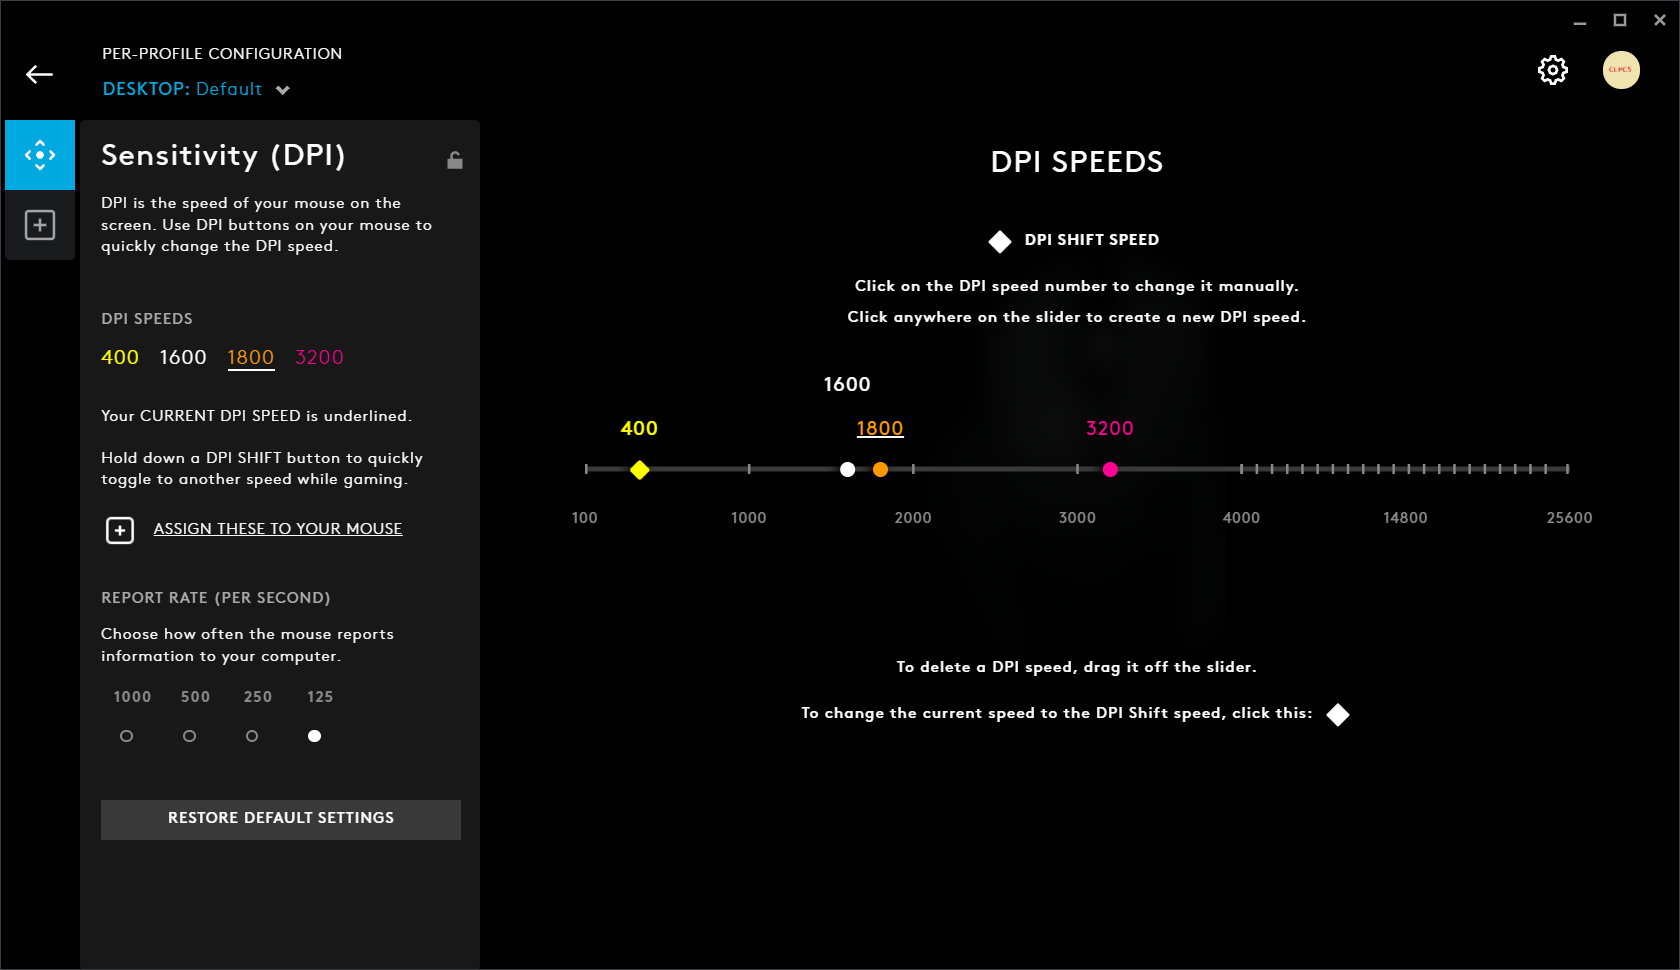 PER-PROFILE CONFIGURATION
DESKTOP: Default
CLPCS
Sensitivity (DPI)
DPI is the speed of your mouse on the
screen. Use DPI buttons on your mouse to
quickly change the DPI speed.
DPI SPEEDS
400 1600 1800 3200
Your CURRENT DPI SPEED is underlined.
Hold down a DPI SHIFT button to quickly
toggle to another speed while gaming.
ASSIGN THESE TO YOUR MOUSE
REPORT RATE (PER SECOND)
Choose how often the mouse reports
information to your computer.
1000 500 250 125
RESTORE DEFAULT SETTINGS
DPI SPEEDS
DPI SHIFT SPEED
Click on the DPI speed number to change it manually.
Click anywhere on the slider to create a new DPI speed.
1600
400 1800 3200
100 1000 2000 3000 4000 14800 25600
To delete a DPI speed, drag it off the slider.
To change the current speed to the DPI Shift speed, click this: